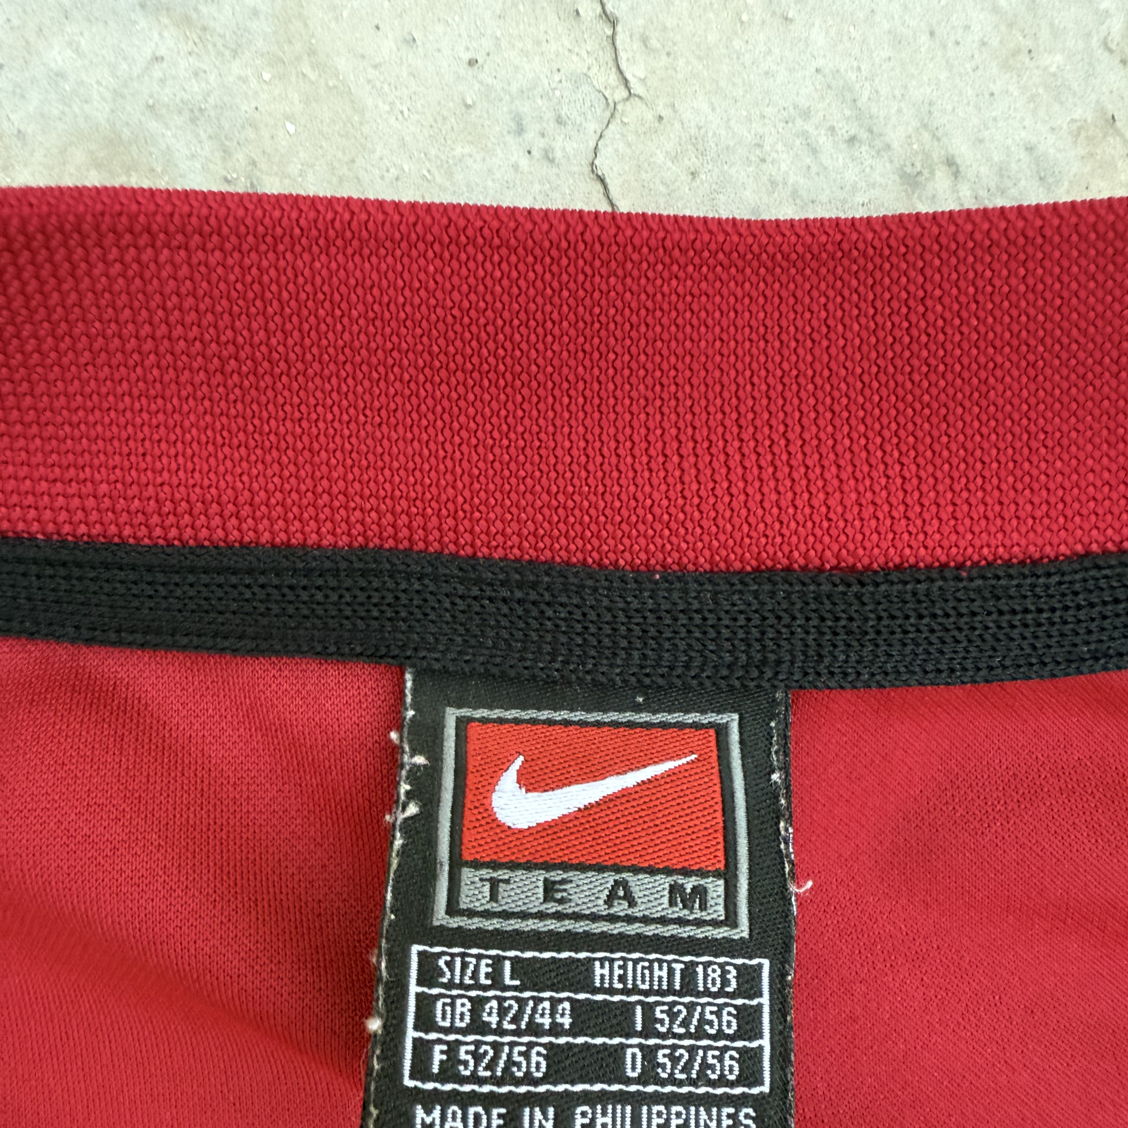 TEAM
SIZE L HEIGHT 183
GB 42/44 I 52/56
F 52/56 D 52/56
MADE IN PHILIPPINES